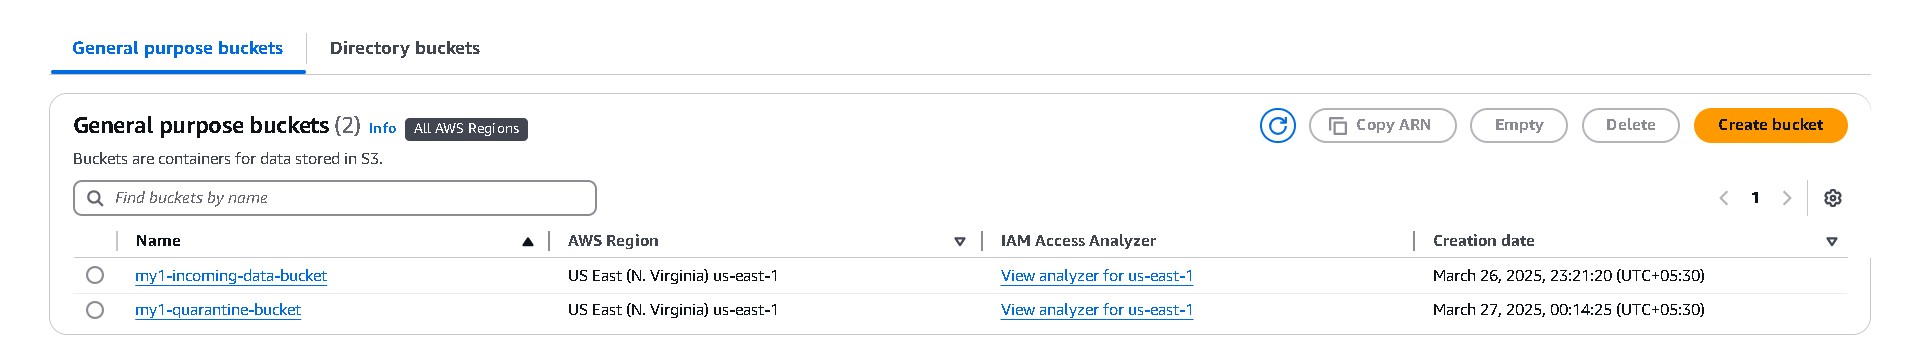 General purpose buckets Directory buckets
General purpose buckets (2) Info All AWS Regions Copy ARN Empty Delete Create bucket
Buckets are containers for data stored in S3.
Find buckets by name 1
Name AWS Region IAM Access Analyzer Creation date
my1-incoming-data-bucket US East (N. Virginia) us-east-1 View analyzer for us-east-1 March 26, 2025, 23:21:20 (UTC+05:30)
my1-quarantine-bucket US East (N. Virginia) us-east-1 View analyzer for us-east-1 March 27, 2025, 00:14:25 (UTC+05:30)